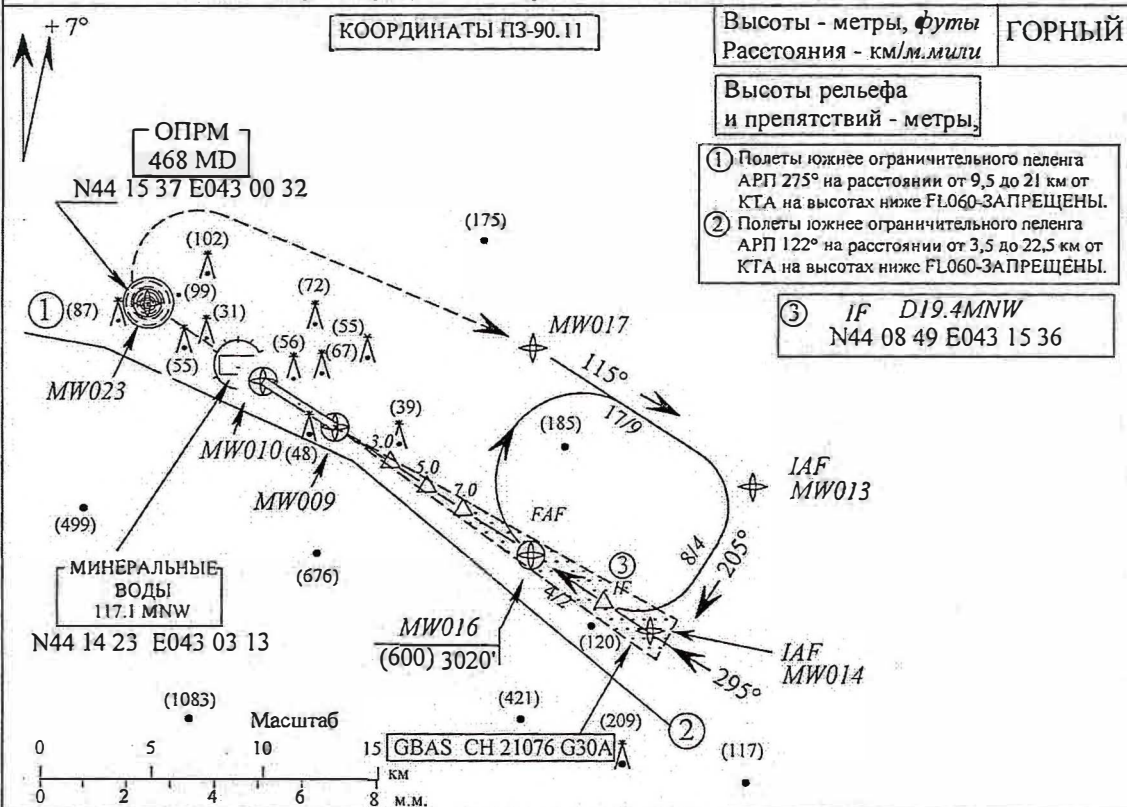 + 7°
КООРДИНАТЫ ПЗ-90.11
Высоты - метры, футы
Расстояния - км/м.мили
ГОРНЫЙ
Высоты рельефа
и препятствий - метры,
① Полеты южнее ограничительного пеленга
АРП 275° на расстоянии от 9,5 до 21 км от
КТА на высотах ниже FL060-ЗАПРЕЩЕНЫ.
② Полеты южнее ограничительного пеленга
АРП 122° на расстоянии от 3,5 до 22,5 км от
КТА на высотах ниже FL060-ЗАПРЕЩЕНЫ.
③ IF D19.4MNW
N44 08 49 E043 15 36
ОПРМ
468 MD
N44 15 37 E043 00 32
(175)
(102)
(99)
① (87)
(31)
(72)
(55)
(55)
(56)
(67)
MW017
115°
17/9
MW023
MW010
(48)
(39)
(185)
IAF
MW013
MW009
3.0
5.0
7.0
FAF
(499)
(676)
8/4
205°
③
IF
4/2
МИНЕРАЛЬНЫЕ
ВОДЫ
117.1 MNW
N44 14 23 E043 03 13
MW016
(600) 3020'
(120)
IAF
MW014
295°
(1083)
(421)
(209)
②
(117)
Масштаб
0 5 10 15
км
0 2 4 6 8
м.м.
GBAS CH 21076 G30A